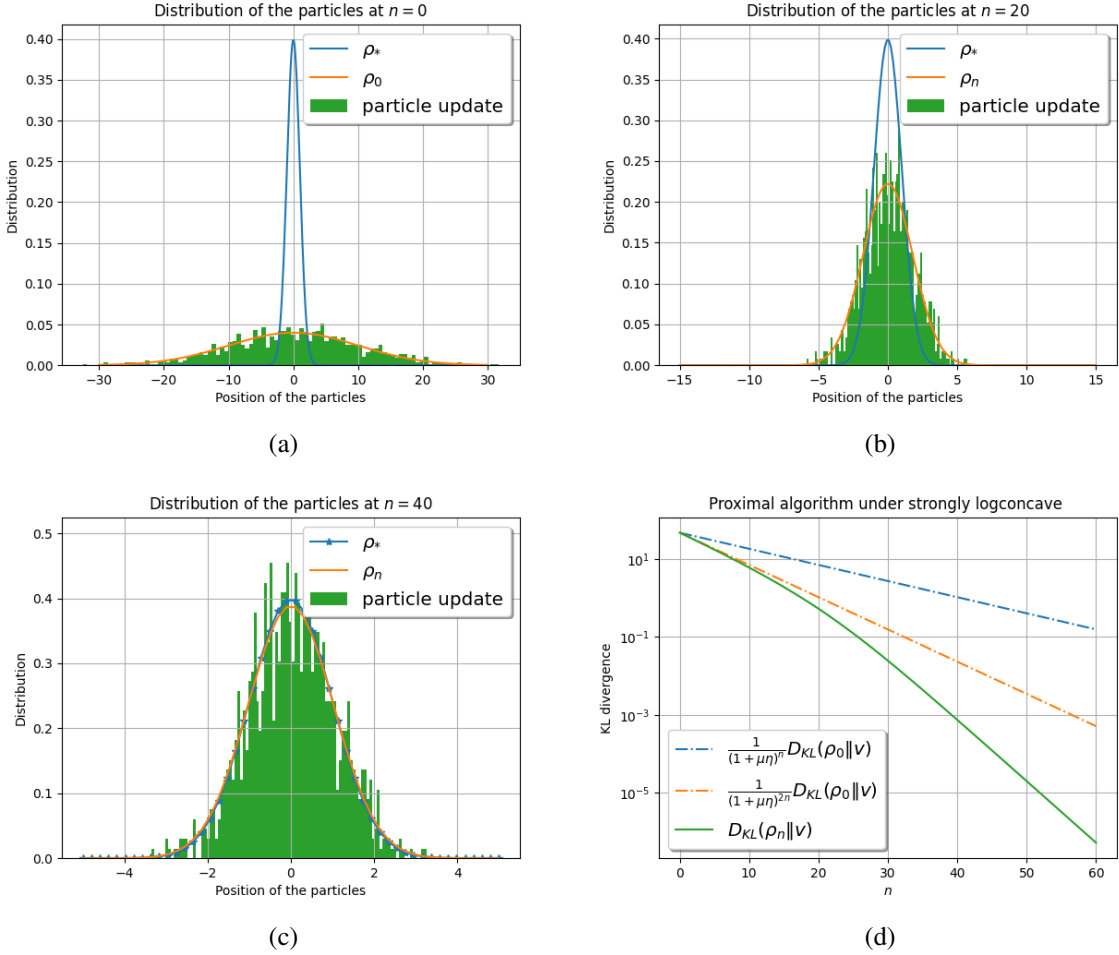 Distribution of the particles at n = 0
0.40
0.35
0.30
0.25
0.20
0.15
0.10
0.05
0.00
Distribution
ρ*
ρ0
particle update
−30 −20 −10 0 10 20 30
Position of the particles
(a)
Distribution of the particles at n = 20
0.40
0.35
0.30
0.25
0.20
0.15
0.10
0.05
0.00
Distribution
ρ*
ρn
particle update
−15 −10 −5 0 5 10 15
Position of the particles
(b)
Distribution of the particles at n = 40
0.5
0.4
0.3
0.2
0.1
0.0
Distribution
ρ*
ρn
particle update
−4 −2 0 2 4
Position of the particles
(c)
Proximal algorithm under strongly logconcave
10^1
10^−1
10^−3
10^−5
KL divergence
1/(1 + μη)^n D_KL(ρ0‖ν)
1/(1 + μη)^2n D_KL(ρ0‖ν)
D_KL(ρn‖ν)
0 10 20 30 40 50 60
n
(d)